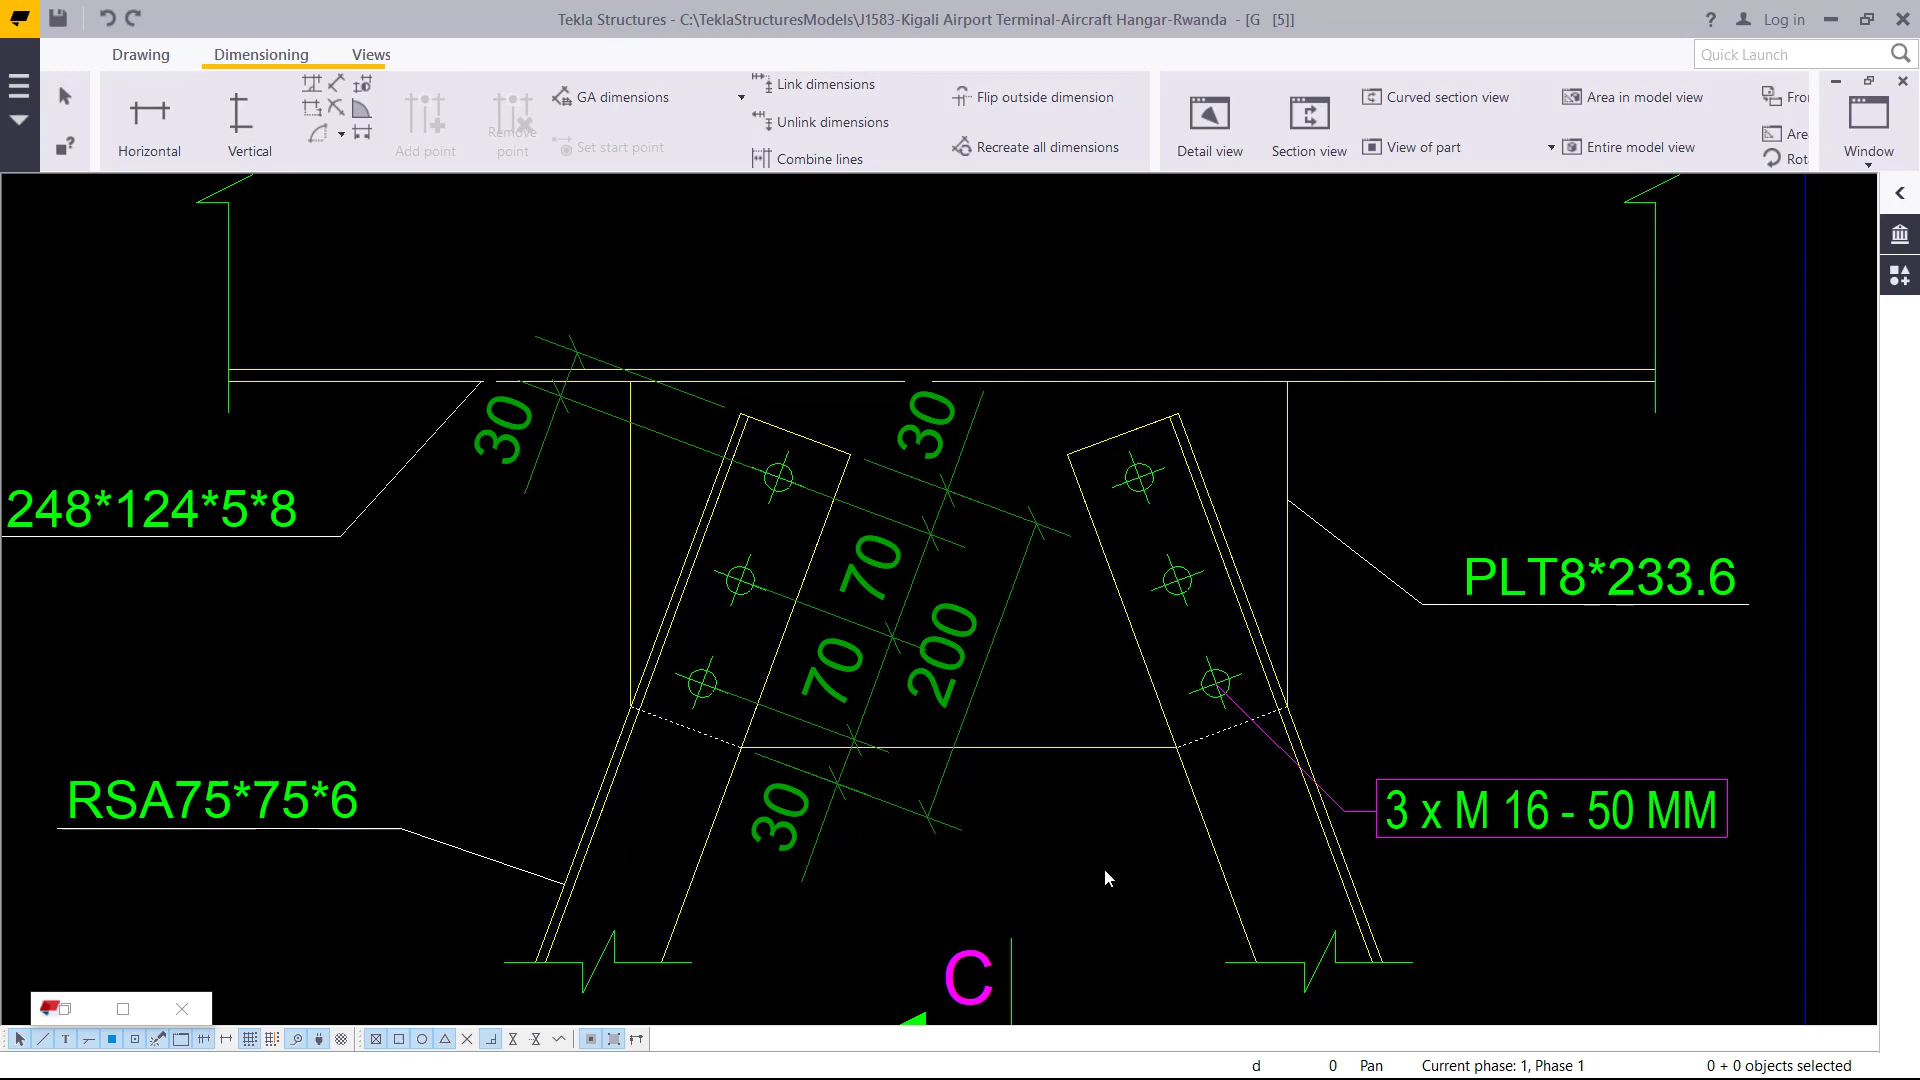 Tekla Structures - C:\TeklaStructuresModels\J1583-Kigali Airport Terminal-Aircraft Hangar-Rwanda - [G [5]]
? Log in
Drawing Dimensioning Views
Quick Launch
Horizontal
Vertical
Add point
Remove point
GA dimensions
Set start point
Link dimensions
Unlink dimensions
Combine lines
Flip outside dimension
Recreate all dimensions
Detail view
Section view
Curved section view
View of part
Area in model view
Entire model view
Fro
Are
Rot
Window
30
30
248*124*5*8
70
PLT8*233.6
70
200
RSA75*75*6
30
3 x M 16 - 50 MM
C
d 0 Pan Current phase: 1, Phase 1 0 + 0 objects selected